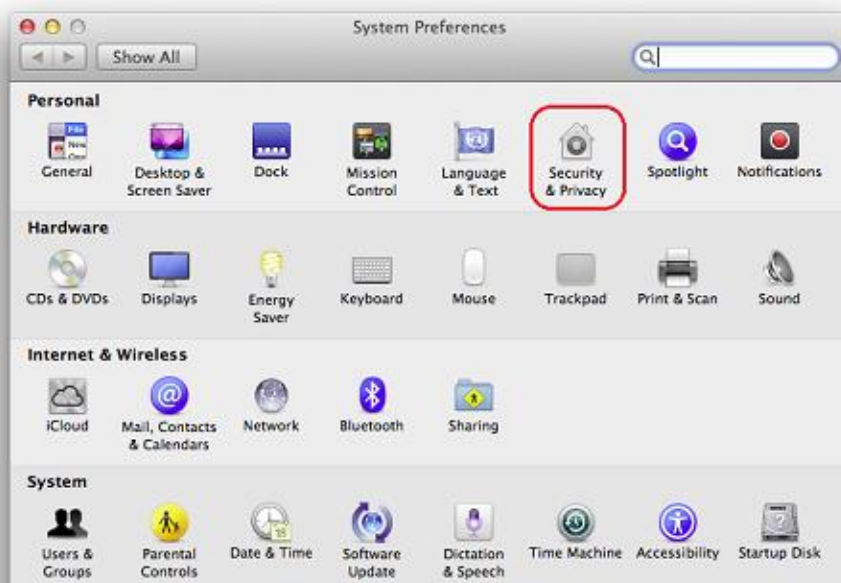 System Preferences
Show All
Personal
General
Desktop &
Screen Saver
Dock
Mission
Control
Language
& Text
Security
& Privacy
Spotlight
Notifications
Hardware
CDs & DVDs
Displays
Energy
Saver
Keyboard
Mouse
Trackpad
Print & Scan
Sound
Internet & Wireless
iCloud
Mail, Contacts
& Calendars
Network
Bluetooth
Sharing
System
Users &
Groups
Parental
Controls
Date & Time
Software
Update
Dictation
& Speech
Time Machine
Accessibility
Startup Disk